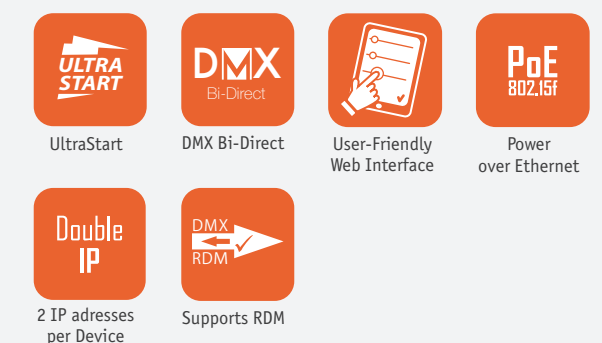 ULTRA
START
UltraStart
DMX
Bi-Direct
DMX Bi-Direct
User-Friendly
Web Interface
PoE
802.15f
Power
over Ethernet
Double
IP
2 IP adresses
per Device
DMX
RDM
Supports RDM